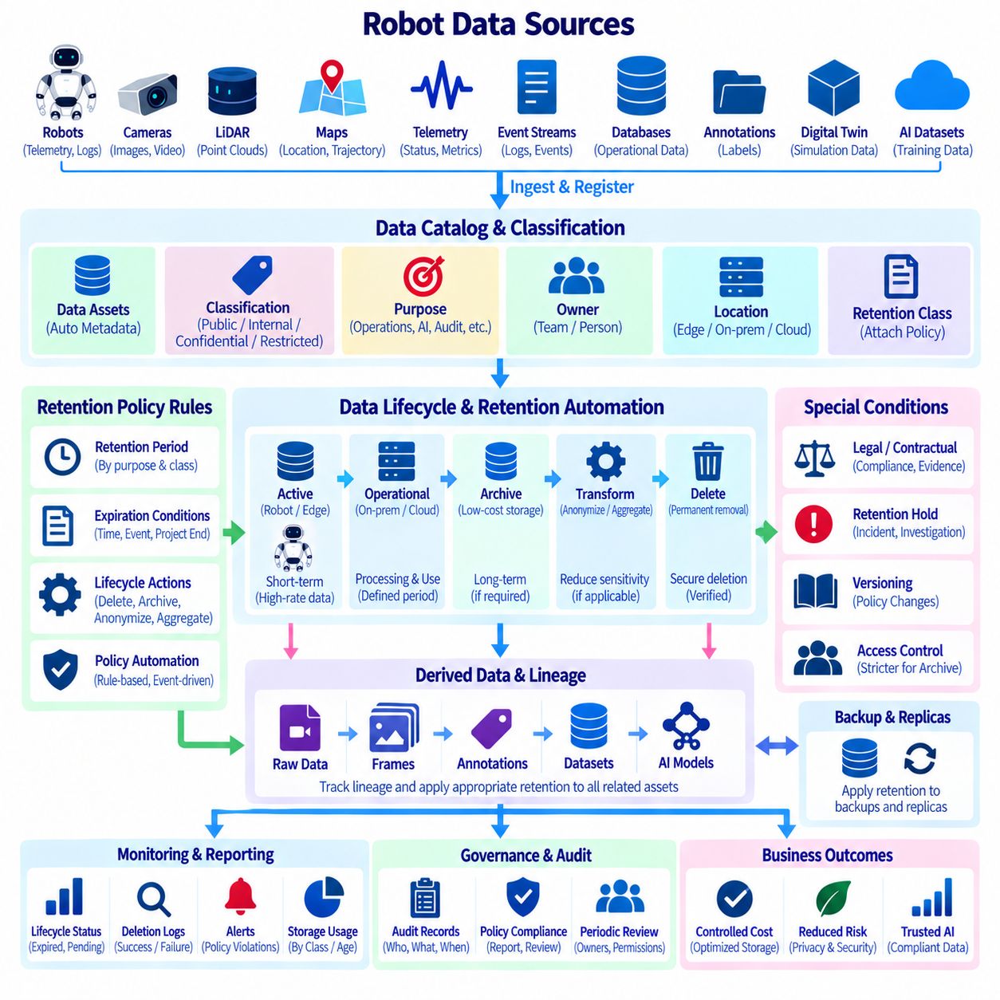 Robot Data Sources
Robots
(Telemetry, Logs)
Cameras
(Images, Video)
LiDAR
(Point Clouds)
Maps
(Location, Trajectory)
Telemetry
(Status, Metrics)
Event Streams
(Logs, Events)
Databases
(Operational Data)
Annotations
(Labels)
Digital Twin
(Simulation Data)
AI Datasets
(Training Data)
Ingest & Register
Data Catalog & Classification
Data Assets
(Auto Metadata)
Classification
(Public / Internal /
Confidential / Restricted)
Purpose
(Operations, AI, Audit, etc.)
Owner
(Team / Person)
Location
(Edge / On-prem / Cloud)
Retention Class
(Attach Policy)
Retention Policy Rules
Retention Period
(By purpose & class)
Expiration Conditions
(Time, Event, Project End)
Lifecycle Actions
(Delete, Archive,
Anonymize, Aggregate)
Policy Automation
(Rule-based, Event-driven)
Data Lifecycle & Retention Automation
Active
(Robot / Edge)
Short-term
(High-rate data)
Operational
(On-prem / Cloud)
Processing & Use
(Defined period)
Archive
(Low-cost storage)
Long-term
(if required)
Transform
(Anonymize / Aggregate)
Reduce sensitivity
(if applicable)
Delete
(Permanent removal)
Secure deletion
(Verified)
Special Conditions
Legal / Contractual
(Compliance, Evidence)
Retention Hold
(Incident, Investigation)
Versioning
(Policy Changes)
Access Control
(Stricter for Archive)
Derived Data & Lineage
Raw Data
Frames
Annotations
Datasets
AI Models
Track lineage and apply appropriate retention to all related assets
Backup & Replicas
Apply retention to
backups and replicas
Monitoring & Reporting
Lifecycle Status
(Expired, Pending)
Deletion Logs
(Success / Failure)
Alerts
(Policy Violations)
Storage Usage
(By Class / Age)
Governance & Audit
Audit Records
(Who, What, When)
Policy Compliance
(Report, Review)
Periodic Review
(Owners, Permissions)
Business Outcomes
Controlled Cost
(Optimized Storage)
Reduced Risk
(Privacy & Security)
Trusted AI
(Compliant Data)